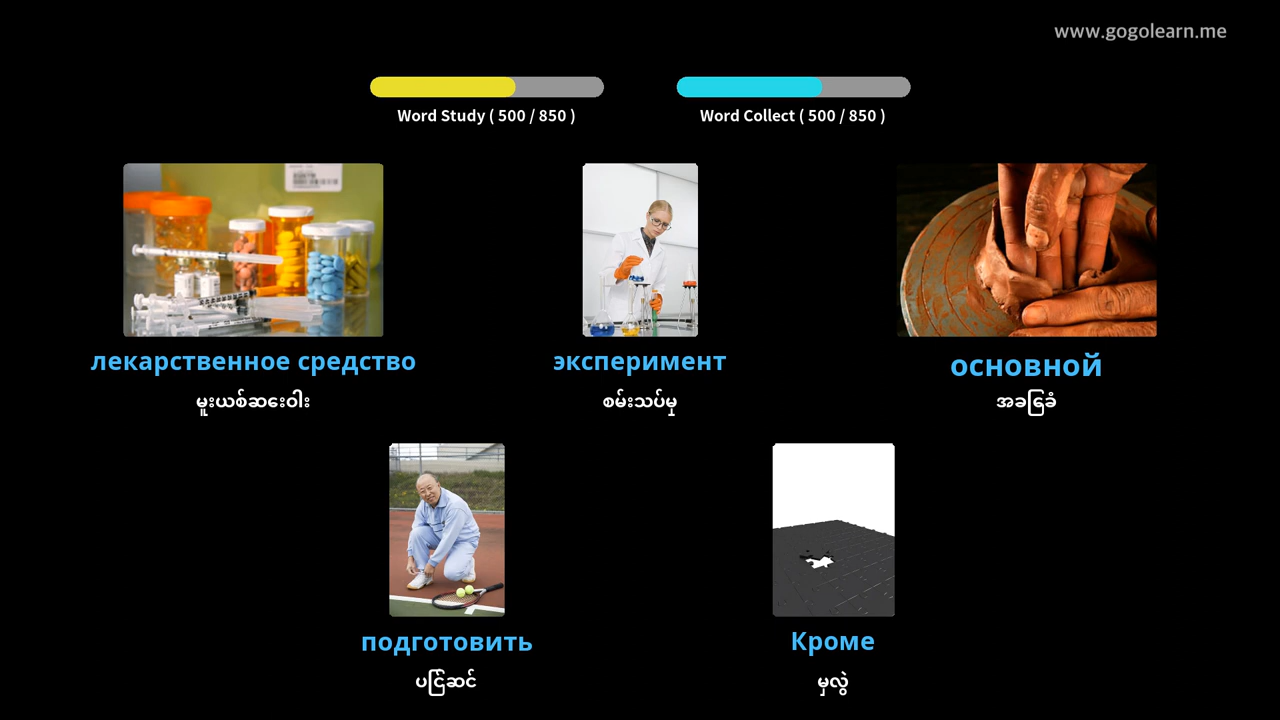 www.gogolearn.me
Word Study ( 500 / 850 )
Word Collect ( 500 / 850 )
лекарственное средство
မူးယစ်ဆေးဝါး
эксперимент
စမ်းသပ်မှု
основной
အခြေခံ
подготовить
ပြင်ဆင်
Кроме
မှလွဲ